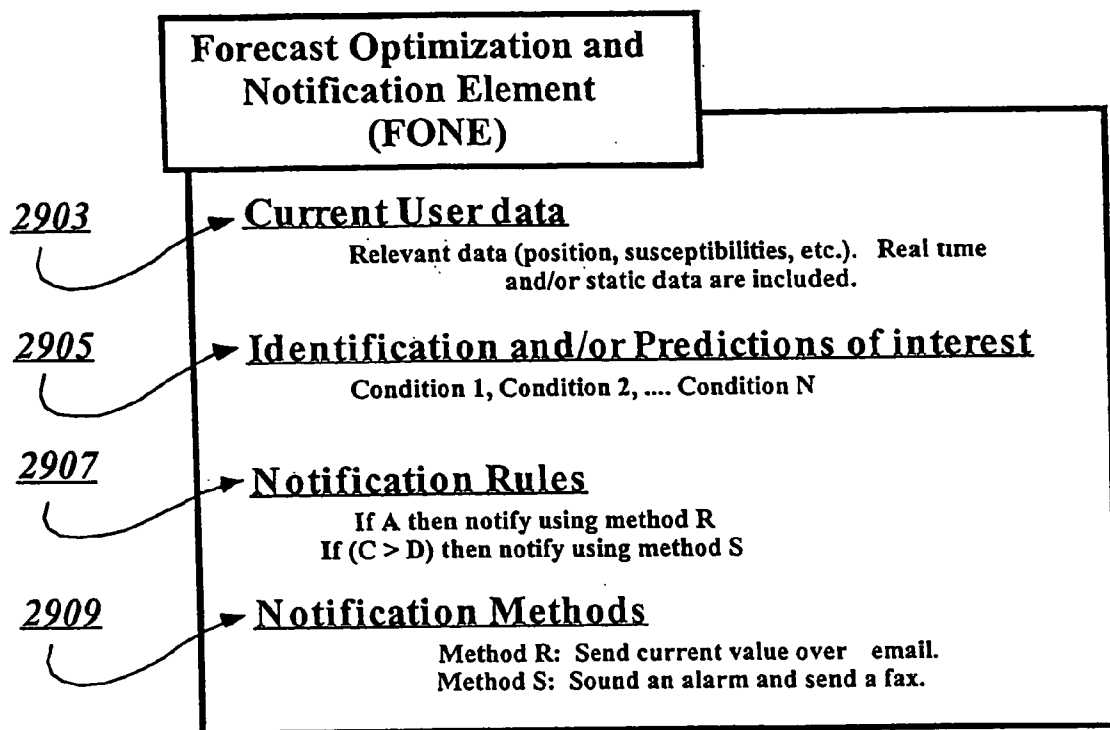 Forecast Optimization and
Notification Element
(FONE)
2903
Current User data
Relevant data (position, susceptibilities, etc.). Real time
and/or static data are included.
2905
Identification and/or Predictions of interest
Condition 1, Condition 2, .... Condition N
2907
Notification Rules
If A then notify using method R
If (C > D) then notify using method S
2909
Notification Methods
Method R: Send current value over email.
Method S: Sound an alarm and send a fax.